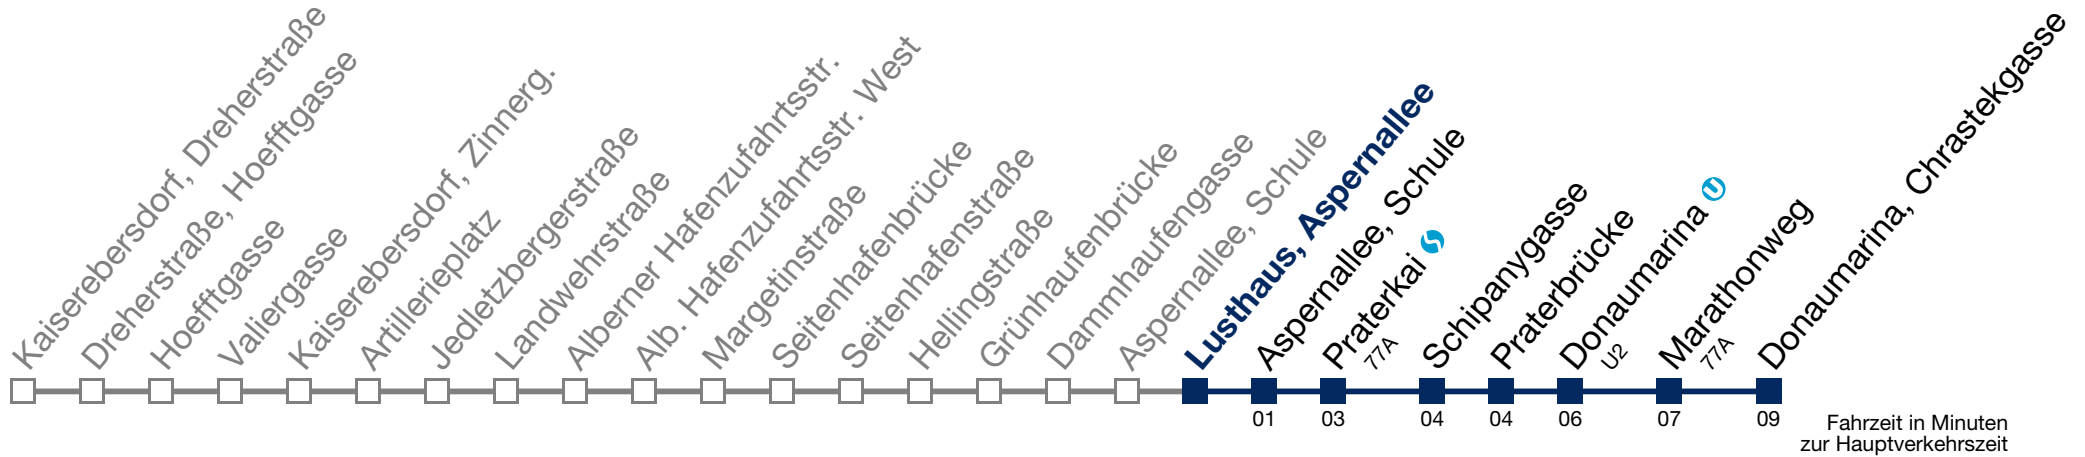 Kaiserebersdorf, Dreherstraße
Dreherstraße, Hoefftgasse
Hoefftgasse
Valiergasse
Kaiserebersdorf, Zinnerg.
Artillerieplatz
Jedletzbergerstraße
Landwehrstraße
Alberner Hafenzufahrtsstr.
Alb. Hafenzufahrtsstr. West
Margetinstraße
Seitenhafenbrücke
Seitenhafenstraße
Hellingstraße
Grünhaufenbrücke
Dammhaufengasse
Aspernallee, Schule
Lusthaus, Aspernallee
Aspernallee, Schule
Praterkai
77A
Schipanygasse
Praterbrücke
Donaumarina U
U2
Marathonweg
77A
Donaumarina, Chrastekgasse
01 03 04 04 06 07 09
Fahrzeit in Minuten
zur Hauptverkehrszeit